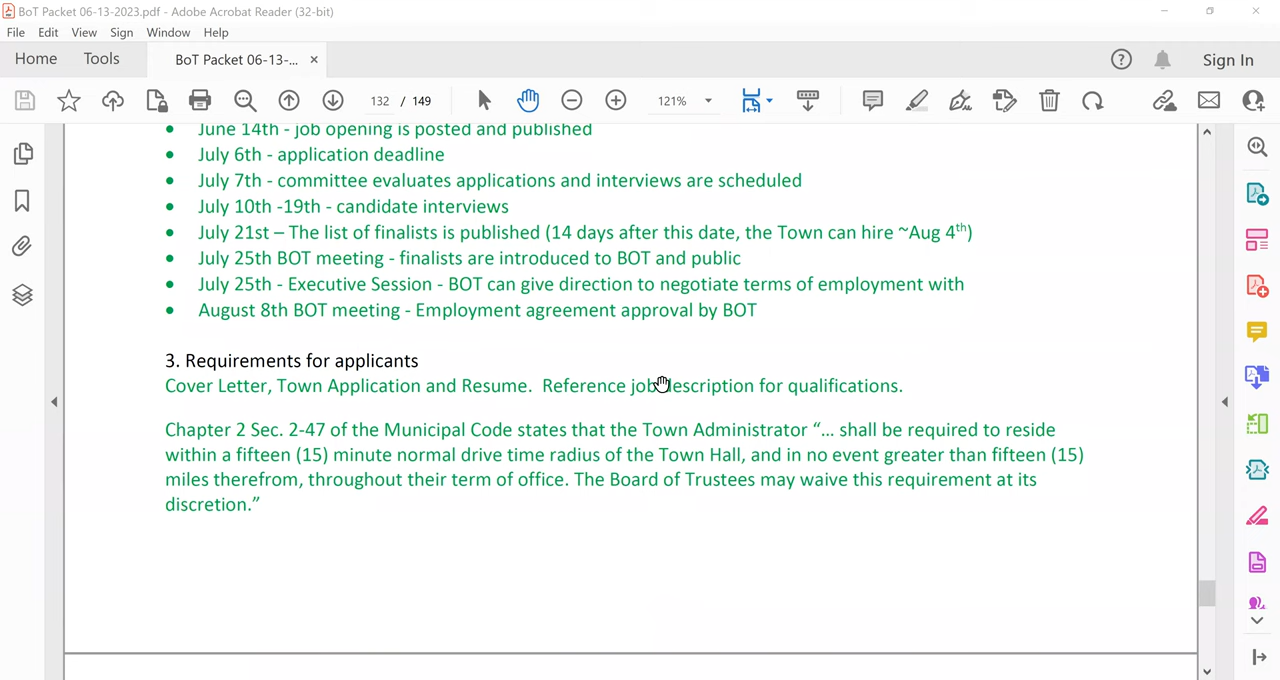 BoT Packet 06-13-2023.pdf - Adobe Acrobat Reader (32-bit)
File Edit View Sign Window Help
Home Tools BoT Packet 06-13-... × Sign In
132 / 149 121%
• June 14th - job opening is posted and published
• July 6th - application deadline
• July 7th - committee evaluates applications and interviews are scheduled
• July 10th -19th - candidate interviews
• July 21st – The list of finalists is published (14 days after this date, the Town can hire ~Aug 4th)
• July 25th BOT meeting - finalists are introduced to BOT and public
• July 25th - Executive Session - BOT can give direction to negotiate terms of employment with
• August 8th BOT meeting - Employment agreement approval by BOT
3. Requirements for applicants
Cover Letter, Town Application and Resume. Reference job description for qualifications.
Chapter 2 Sec. 2-47 of the Municipal Code states that the Town Administrator “... shall be required to reside
within a fifteen (15) minute normal drive time radius of the Town Hall, and in no event greater than fifteen (15)
miles therefrom, throughout their term of office. The Board of Trustees may waive this requirement at its
discretion.”